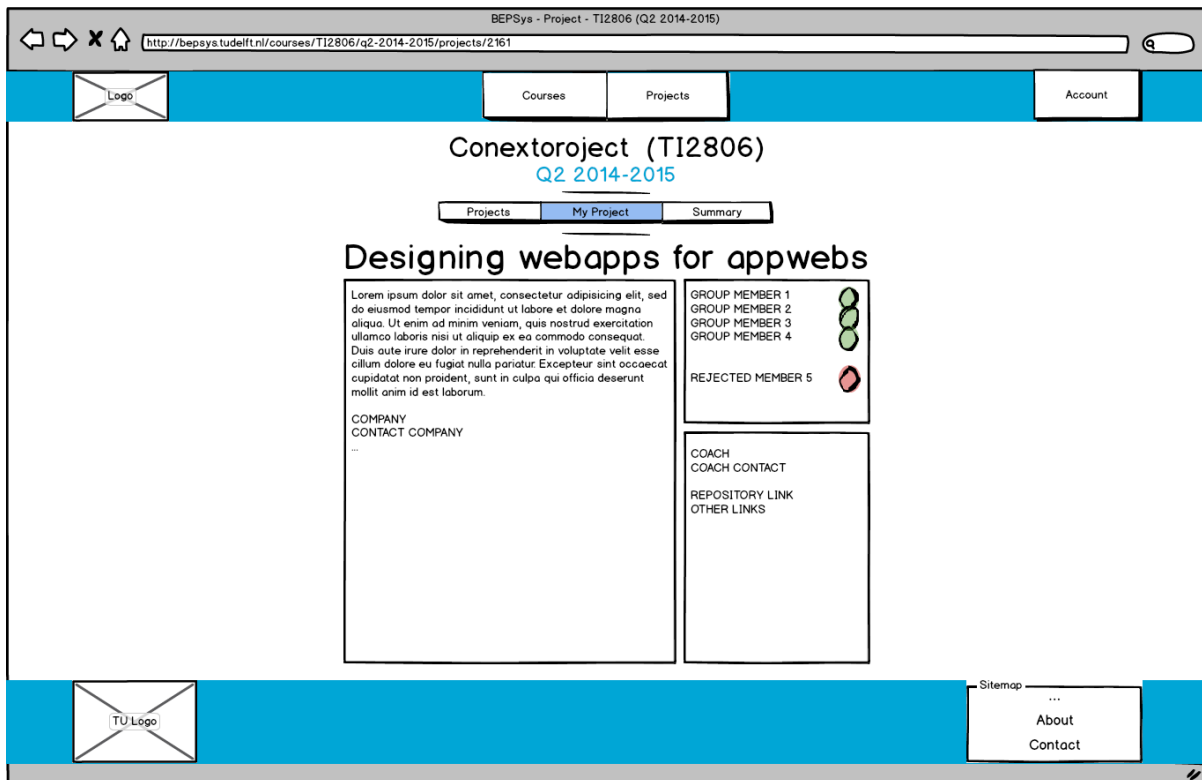 BEPSys - Project - TI2806 (Q2 2014-2015)
http://bepsys.tudelft.nl/courses/TI2806/q2-2014-2015/projects/2161
Logo
Courses
Projects
Account
Conextoroject (TI2806)
Q2 2014-2015
Projects
My Project
Summary
Designing webapps for appwebs
Lorem ipsum dolor sit amet, consectetur adipisicing elit, sed
do eiusmod tempor incididunt ut labore et dolore magna
aliqua. Ut enim ad minim veniam, quis nostrud exercitation
ullamco laboris nisi ut aliquip ex ea commodo consequat.
Duis aute irure dolor in reprehenderit in voluptate velit esse
cillum dolore eu fugiat nulla pariatur. Excepteur sint occaecat
cupidatat non proident, sunt in culpa qui officia deserunt
mollit anim id est laborum.
COMPANY
CONTACT COMPANY
...
GROUP MEMBER 1
GROUP MEMBER 2
GROUP MEMBER 3
GROUP MEMBER 4
REJECTED MEMBER 5
COACH
COACH CONTACT
REPOSITORY LINK
OTHER LINKS
TU Logo
Sitemap
...
About
Contact